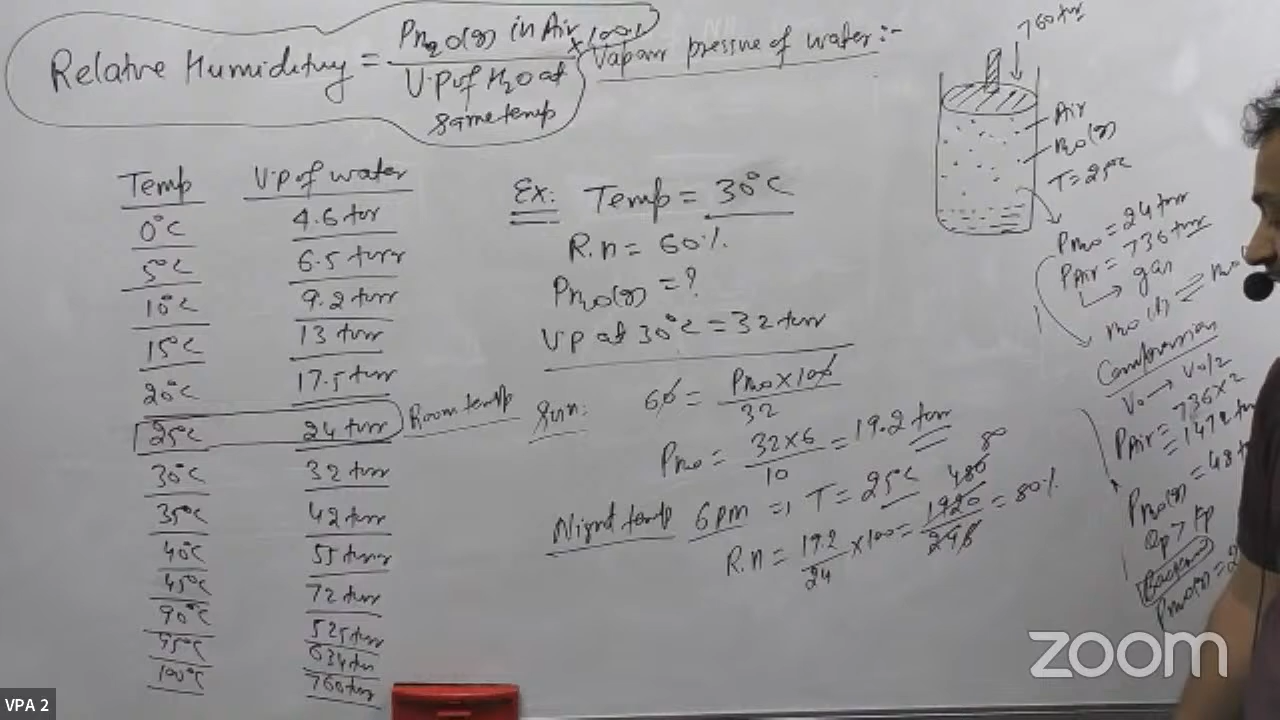 Relative Humidity = PH2O(g) in Air × 100%
V.P of H2O at same temp
Vapour pressure of water :-
Temp V.P of water
0°C 4.6 torr
5°C 6.5 torr
10°C 9.2 torr
15°C 13 torr
20°C 17.5 torr
25°C 24 torr Room temp
30°C 32 torr
35°C 42 torr
40°C 55 torr
45°C 72 torr
90°C 525 torr
95°C 634 torr
100°C 760 torr
Ex: Temp = 30°C
R.H = 60%
PH2O(g) = ?
V.P at 30°C = 32 torr
Sol: 60 = PH2O × 100 / 32
PH2O = 32×6 / 10 = 19.2 torr
Night temp 6pm => T = 25°C
R.H = 19.2 / 24 × 100 = 1920 / 24 = 80%
760 torr
Air
H2O(g)
T = 25°C
PH2O = 24 torr
PAir = 736 torr
gas
H2O(l) ⇌
Compression
V0 → V0/2
PAir = 736×2
= 1472
PH2O(g) = 48
Qp > Kp
Backward
PH2O(g) = 2
zoom
VPA 2